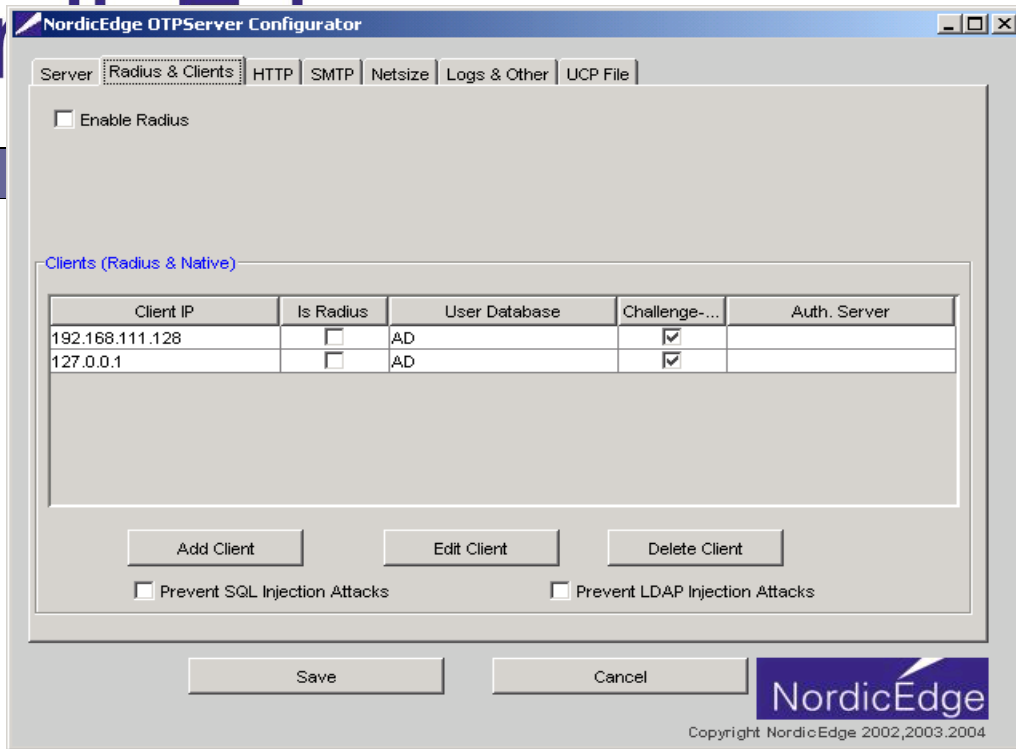 NordicEdge OTPServer Configurator
Server Radius & Clients HTTP SMTP Netsize Logs & Other UCP File
Enable Radius
Clients (Radius & Native)
Client IP Is Radius User Database Challenge-... Auth. Server
192.168.111.128 AD
127.0.0.1 AD
Add Client Edit Client Delete Client
Prevent SQL Injection Attacks Prevent LDAP Injection Attacks
Save Cancel
NordicEdge
Copyright NordicEdge 2002,2003.2004